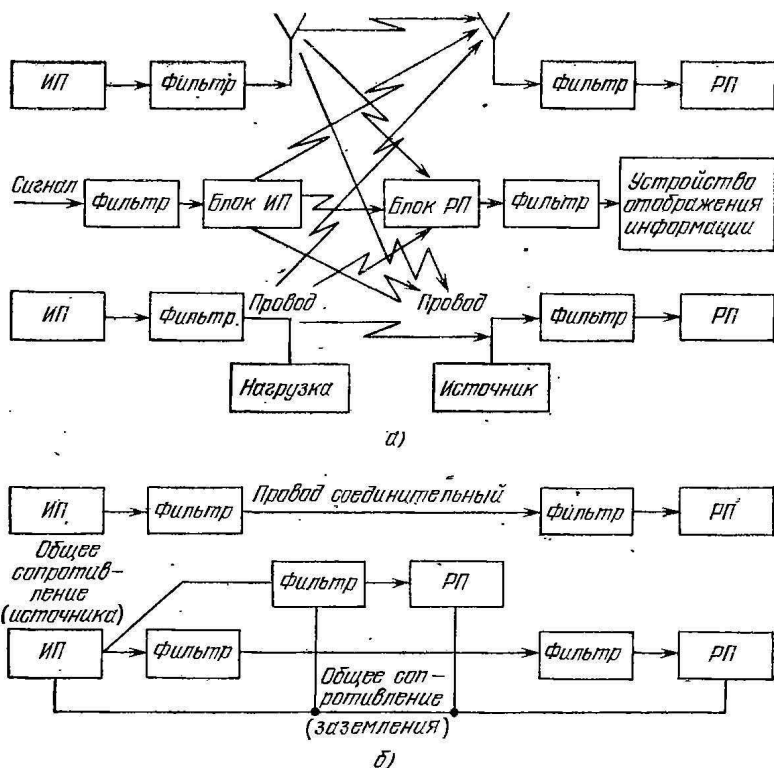 ИП
Фильтр
Фильтр
РП
Сигнал
Фильтр
Блок ИП
Блок РП
Фильтр
Устройство
отображения
информации
ИП
Фильтр
Провод
Провод
Фильтр
РП
Нагрузка
Источник
а)
ИП
Фильтр
Провод соединительный
Фильтр
РП
Общее
сопротив-
ление
(источника)
Фильтр
РП
ИП
Фильтр
Фильтр
РП
Общее соп-
ротивление
(заземления)
б)